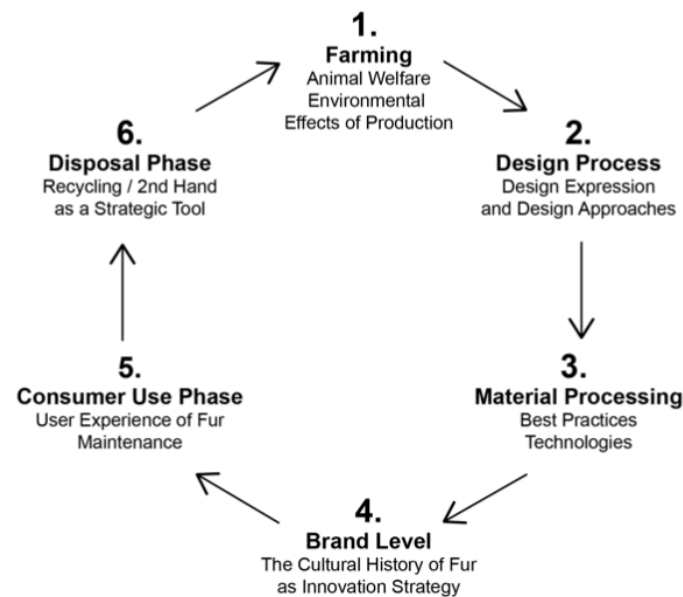 1.
Farming
Animal Welfare
Environmental
Effects of Production
2.
Design Process
Design Expression
and Design Approaches
3.
Material Processing
Best Practices
Technologies
4.
Brand Level
The Cultural History of Fur
as Innovation Strategy
5.
Consumer Use Phase
User Experience of Fur
Maintenance
6.
Disposal Phase
Recycling / 2nd Hand
as a Strategic Tool